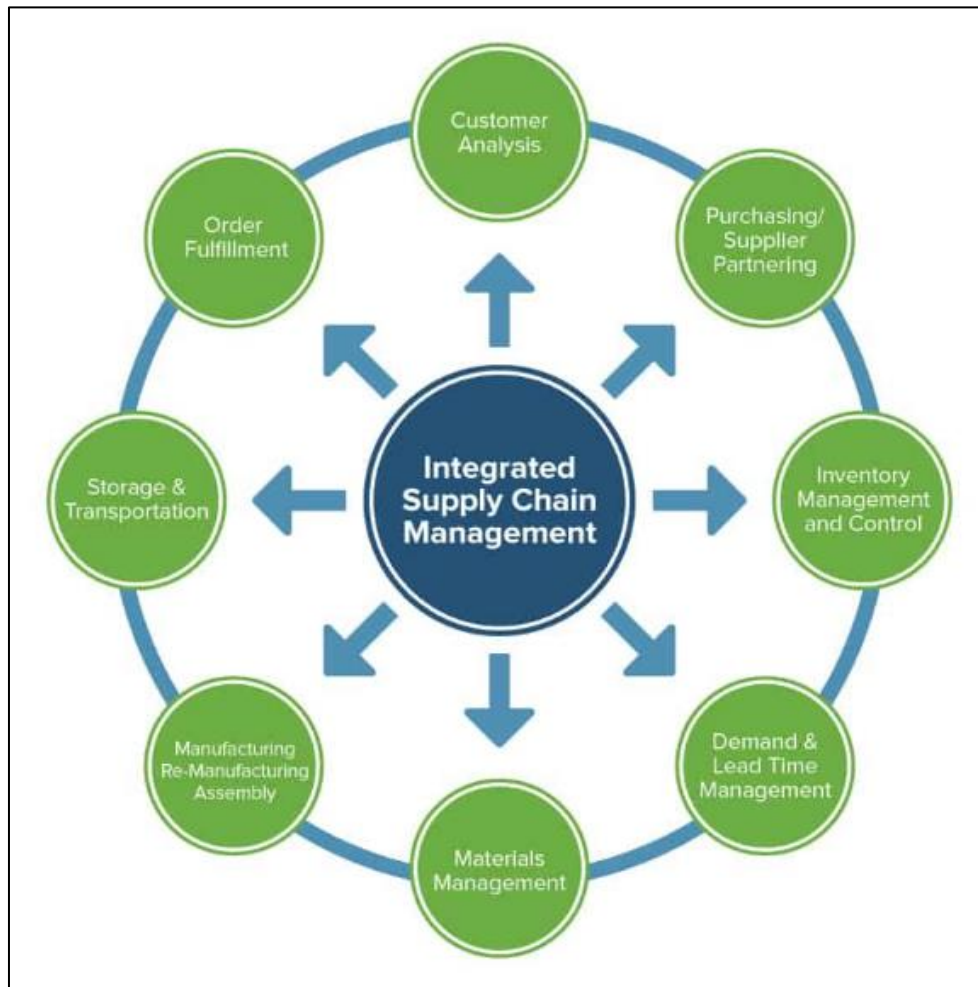 Customer
Analysis
Purchasing/
Supplier
Partnering
Inventory
Management
and Control
Demand &
Lead Time
Management
Materials
Management
Manufacturing
Re-Manufacturing
Assembly
Storage &
Transportation
Order
Fulfillment
Integrated
Supply Chain
Management